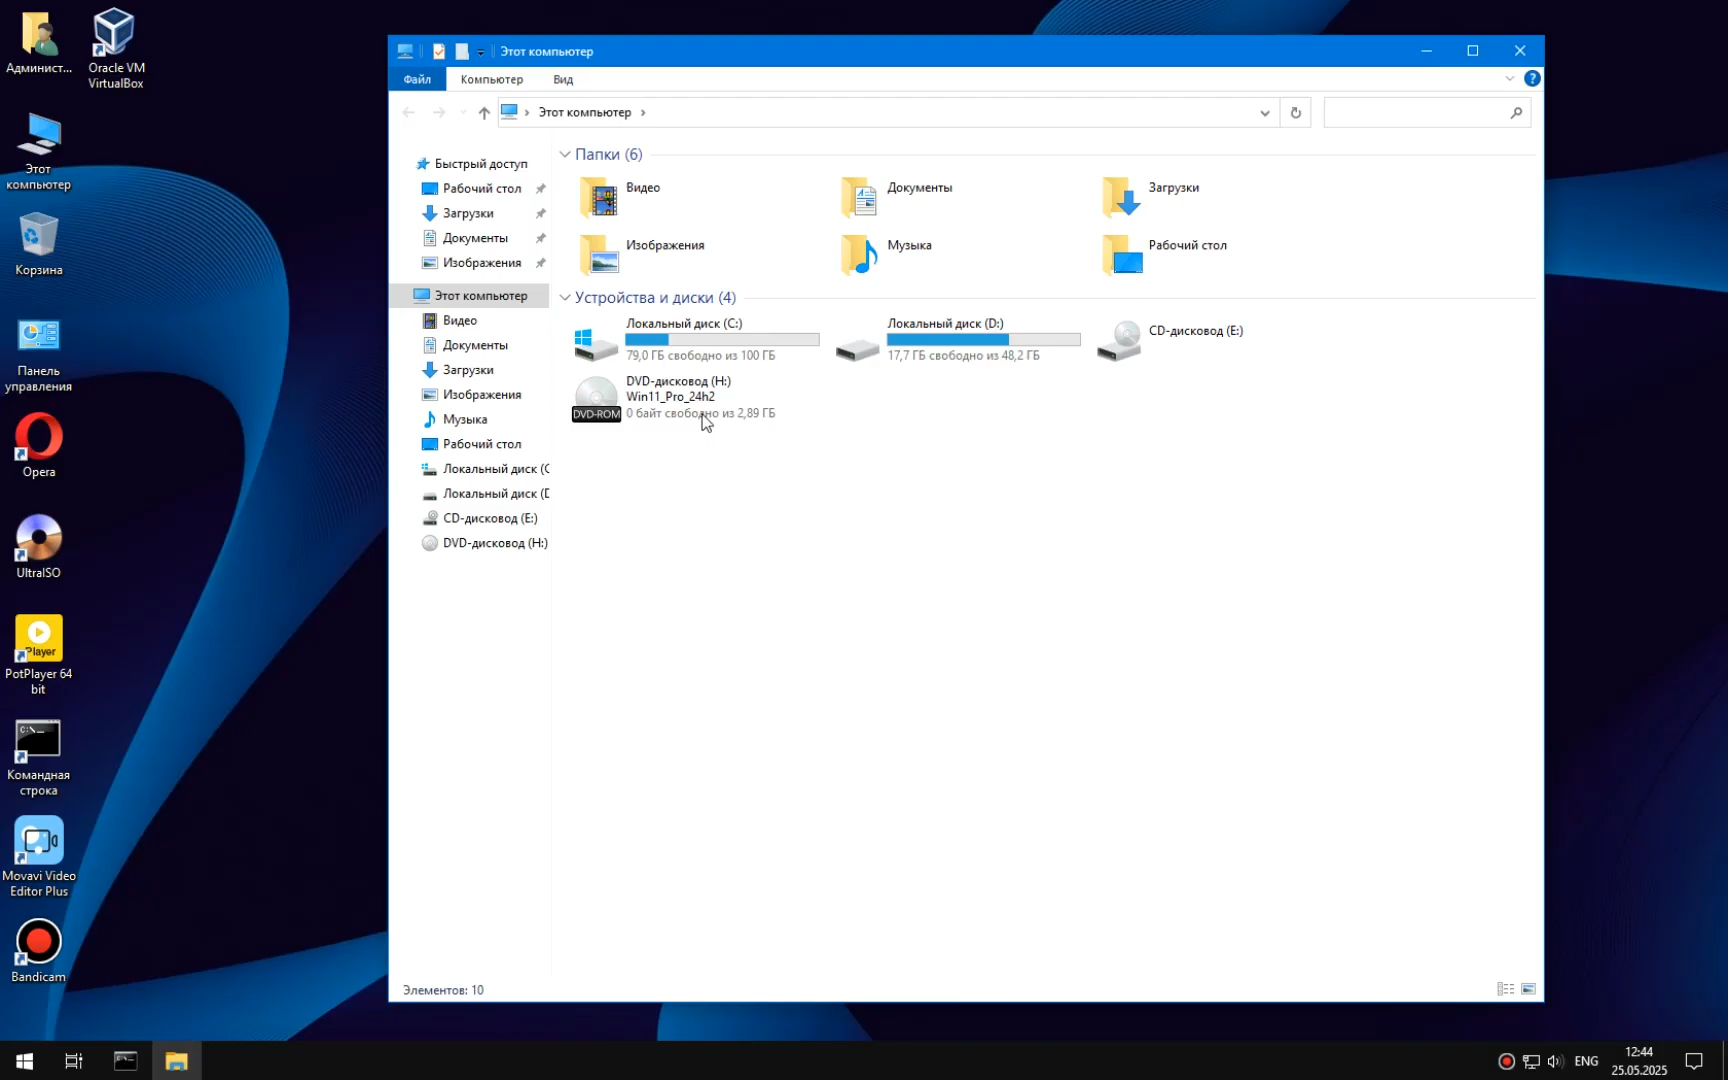 Админист...
Oracle VM
VirtualBox
Этот
компьютер
Корзина
Панель
управления
Opera
UltraISO
Player
PotPlayer 64
bit
C:\_
Командная
строка
Movavi Video
Editor Plus
Bandicam
Этот компьютер
Файл
Компьютер
Вид
?
Этот компьютер
Быстрый доступ
Рабочий стол
Загрузки
Документы
Изображения
Этот компьютер
Видео
Документы
Загрузки
Изображения
Музыка
Рабочий стол
Локальный диск (C
Локальный диск (D
CD-дисковод (E:)
DVD-дисковод (H:)
Папки (6)
Видео
Документы
Загрузки
Изображения
Музыка
Рабочий стол
Устройства и диски (4)
Локальный диск (C:)
79,0 ГБ свободно из 100 ГБ
Локальный диск (D:)
17,7 ГБ свободно из 48,2 ГБ
CD-дисковод (E:)
DVD-дисковод (H:)
Win11_Pro_24h2
DVD-ROM
0 байт свободно из 2,89 ГБ
Элементов: 10
ENG
12:44
25.05.2025